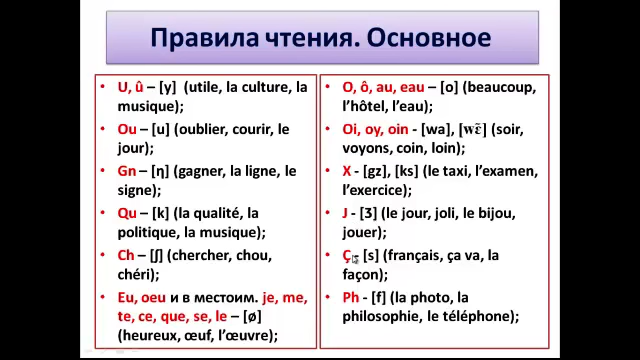 Правила чтения. Основное
• U, û – [y] (utile, la culture, la
musique);
• Ou – [u] (oublier, courir, le
jour);
• Gn – [η] (gagner, la ligne, le
signe);
• Qu – [k] (la qualité, la
politique, la musique);
• Ch – [ʃ] (chercher, chou,
chéri);
• Eu, oeu и в местоим. je, me,
te, ce, que, se, le – [ø]
(heureux, œuf, l’œuvre);
• O, ô, au, eau – [o] (beaucoup,
l’hôtel, l’eau);
• Oi, oy, oin - [wa], [wɛ̃] (soir,
voyons, coin, loin);
• X - [gz], [ks] (le taxi, l’examen,
l’exercice);
• J - [Ʒ] (le jour, joli, le bijou,
jouer);
• Ç - [s] (français, ça va, la
façon);
• Ph - [f] (la photo, la
philosophie, le téléphone);